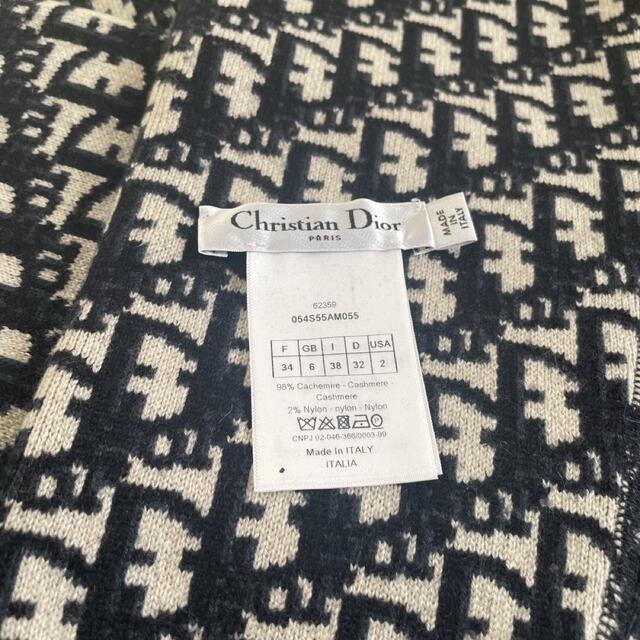 Christian Dior
PARIS
MADE
IN
ITALY
62359
054S55AM055
F GB I D USA
34 6 38 32 2
98% Cachemire - Cashmere -
Cashmere
2% Nylon - nylon - Nylon
CNPJ 02-046-366/0003-99
Made In ITALY
ITALIA